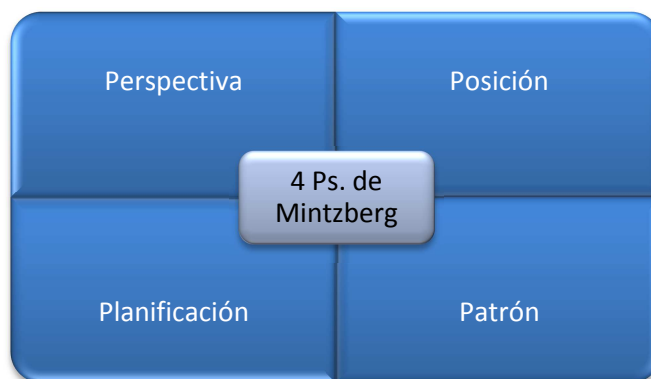 Perspectiva
Posición
4 Ps. de
Mintzberg
Planificación
Patrón